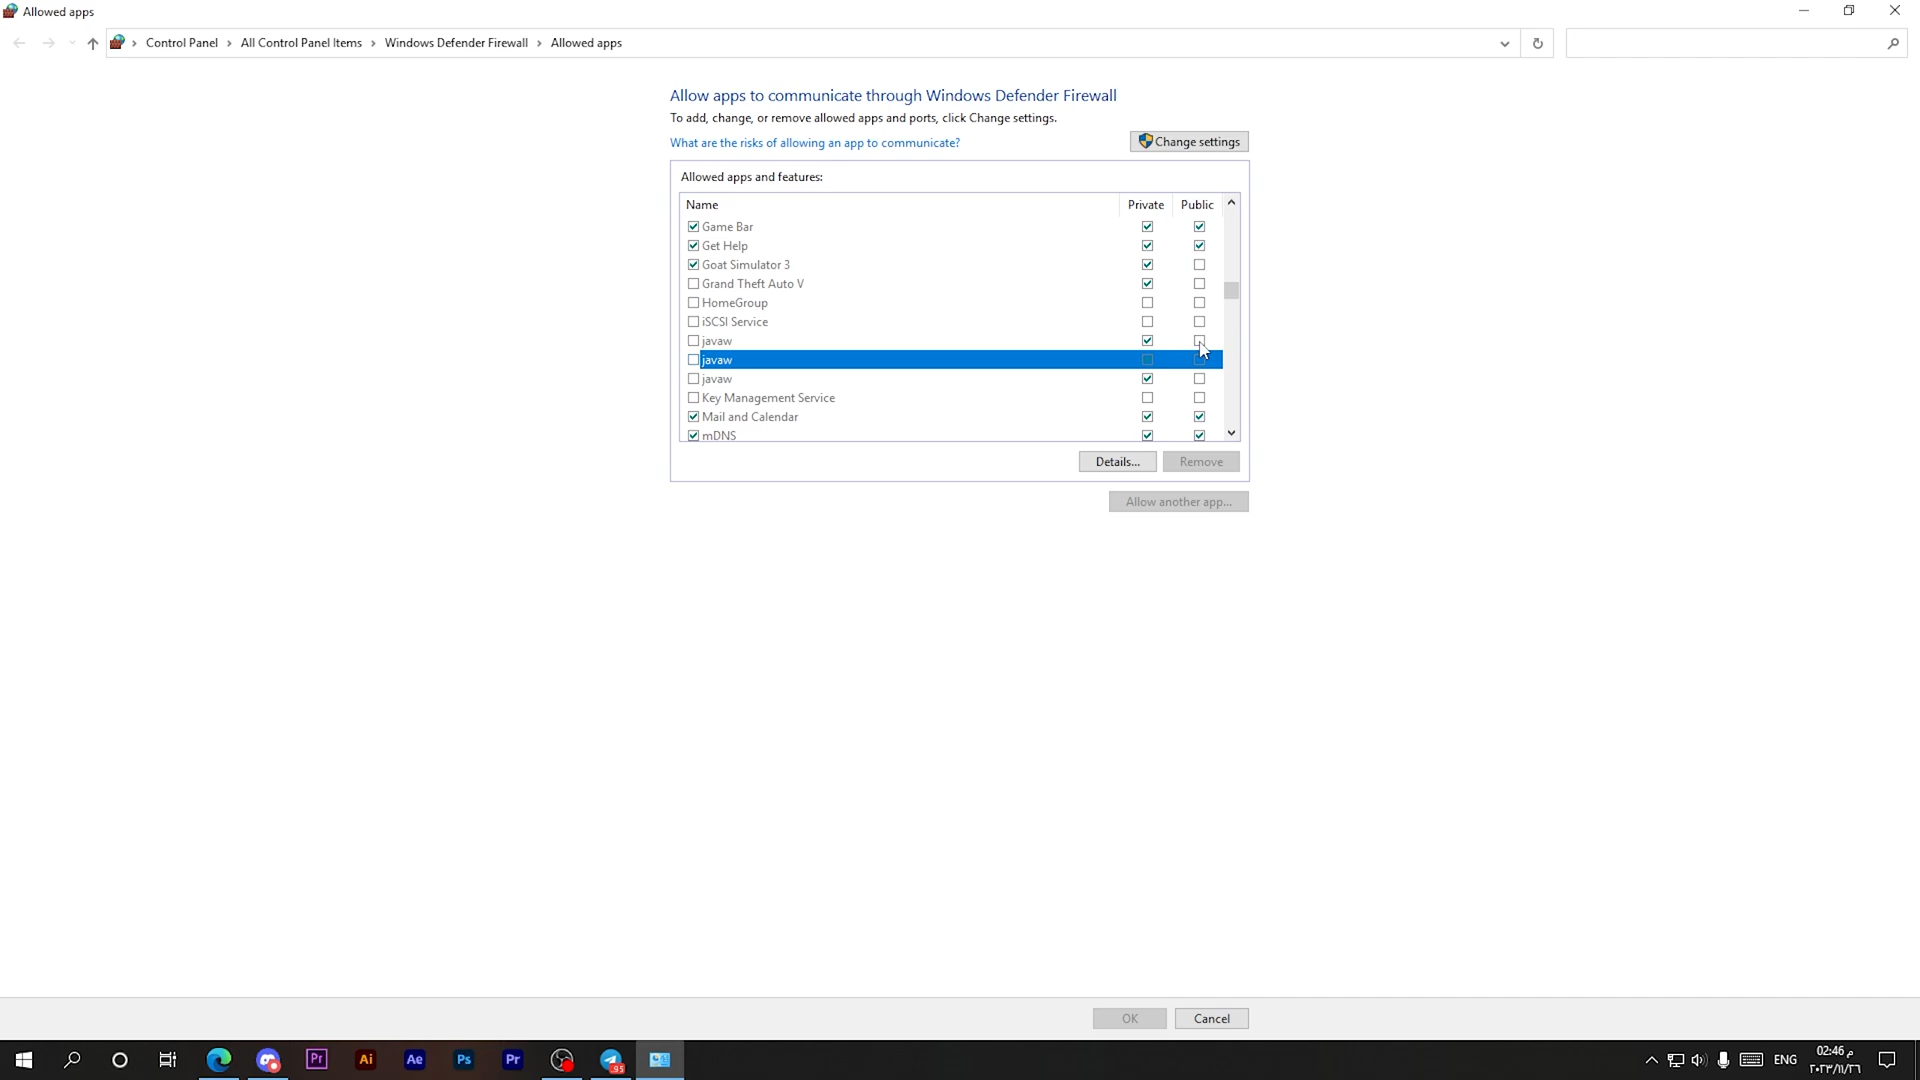 Allowed apps
Control Panel › All Control Panel Items › Windows Defender Firewall › Allowed apps
Allow apps to communicate through Windows Defender Firewall
To add, change, or remove allowed apps and ports, click Change settings.
What are the risks of allowing an app to communicate?
Change settings
Allowed apps and features:
Name Private Public
Game Bar
Get Help
Goat Simulator 3
Grand Theft Auto V
HomeGroup
iSCSI Service
javaw
javaw
javaw
Key Management Service
Mail and Calendar
mDNS
Details... Remove
Allow another app...
OK Cancel
Pr Ai Ae Ps Pr 95 ENG 02:46 م
٢٠٢٣/١١/٢٦